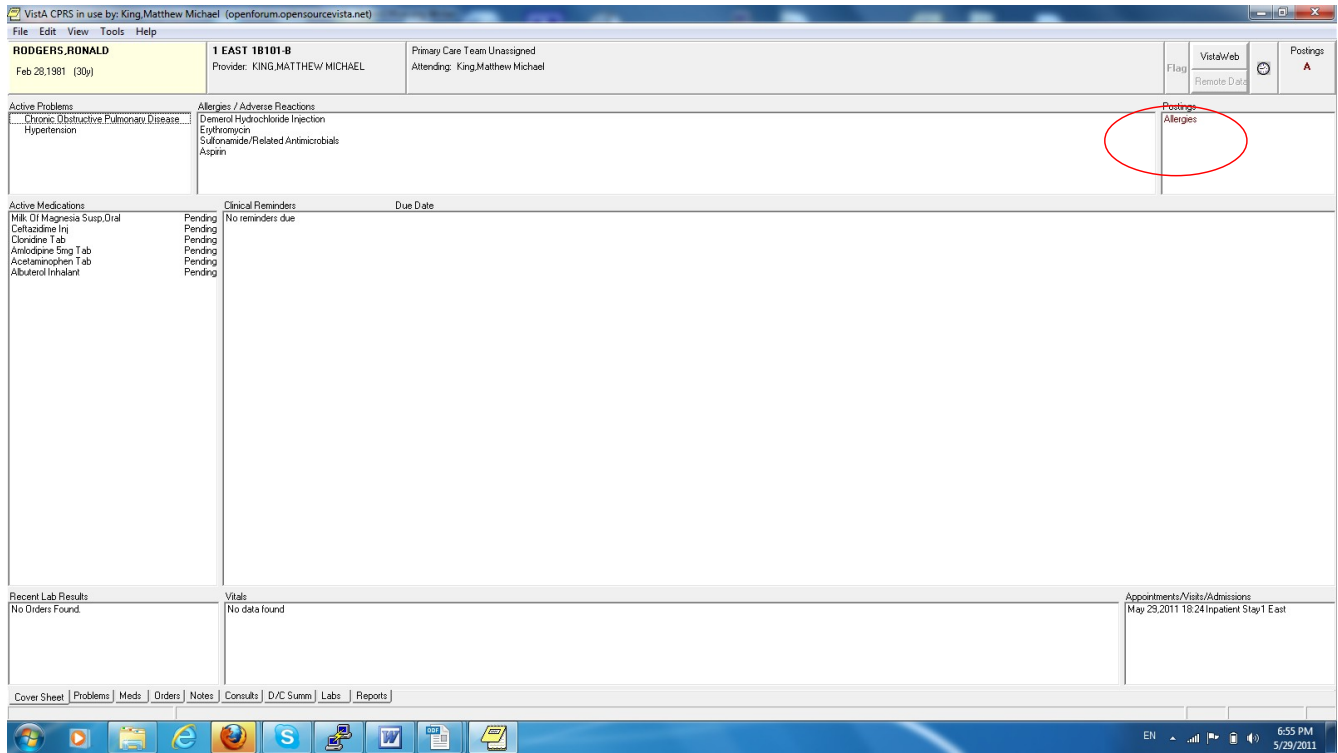 VistA CPRS in use by: King,Matthew Michael (openforum.opensourcevista.net)
File Edit View Tools Help
RODGERS,RONALD
Feb 28,1981 (30y)
1 EAST 1B101-B
Provider: KING,MATTHEW MICHAEL
Primary Care Team Unassigned
Attending: King,Matthew Michael
Flag
VistaWeb
Remote Data
Postings
A
Active Problems
Chronic Obstructive Pulmonary Disease
Hypertension
Allergies / Adverse Reactions
Demerol Hydrochloride Injection
Erythromycin
Sulfonamide/Related Antimicrobials
Aspirin
Postings
Allergies
Active Medications
Milk Of Magnesia Susp,Oral Pending
Ceftazidime Inj Pending
Clonidine Tab Pending
Amlodipine 5mg Tab Pending
Acetaminophen Tab Pending
Albuterol Inhalant Pending
Clinical Reminders Due Date
No reminders due
Recent Lab Results
No Orders Found.
Vitals
No data found
Appointments/Visits/Admissions
May 29,2011 18:24 Inpatient Stay1 East
Cover Sheet Problems Meds Orders Notes Consults D/C Summ Labs Reports
EN
6:55 PM
5/29/2011